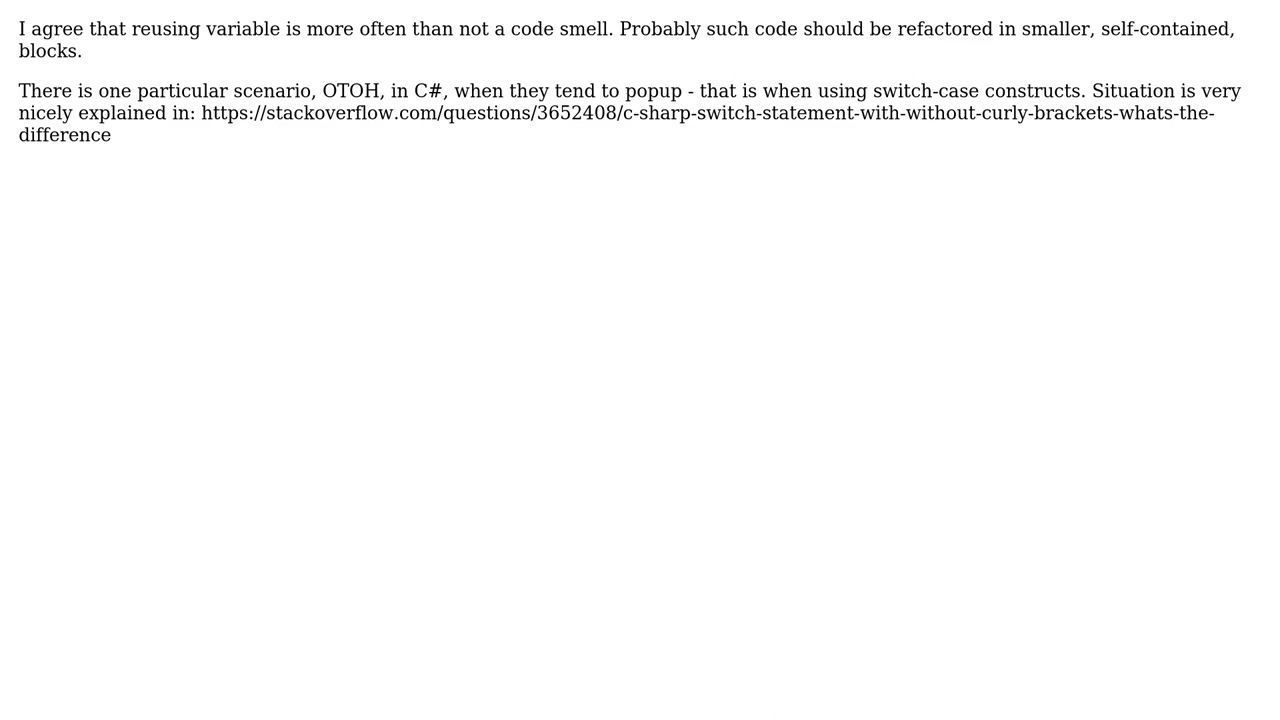 I agree that reusing variable is more often than not a code smell. Probably such code should be refactored in smaller, self-contained,
blocks.
There is one particular scenario, OTOH, in C#, when they tend to popup - that is when using switch-case constructs. Situation is very
nicely explained in: https://stackoverflow.com/questions/3652408/c-sharp-switch-statement-with-without-curly-brackets-whats-the-
difference